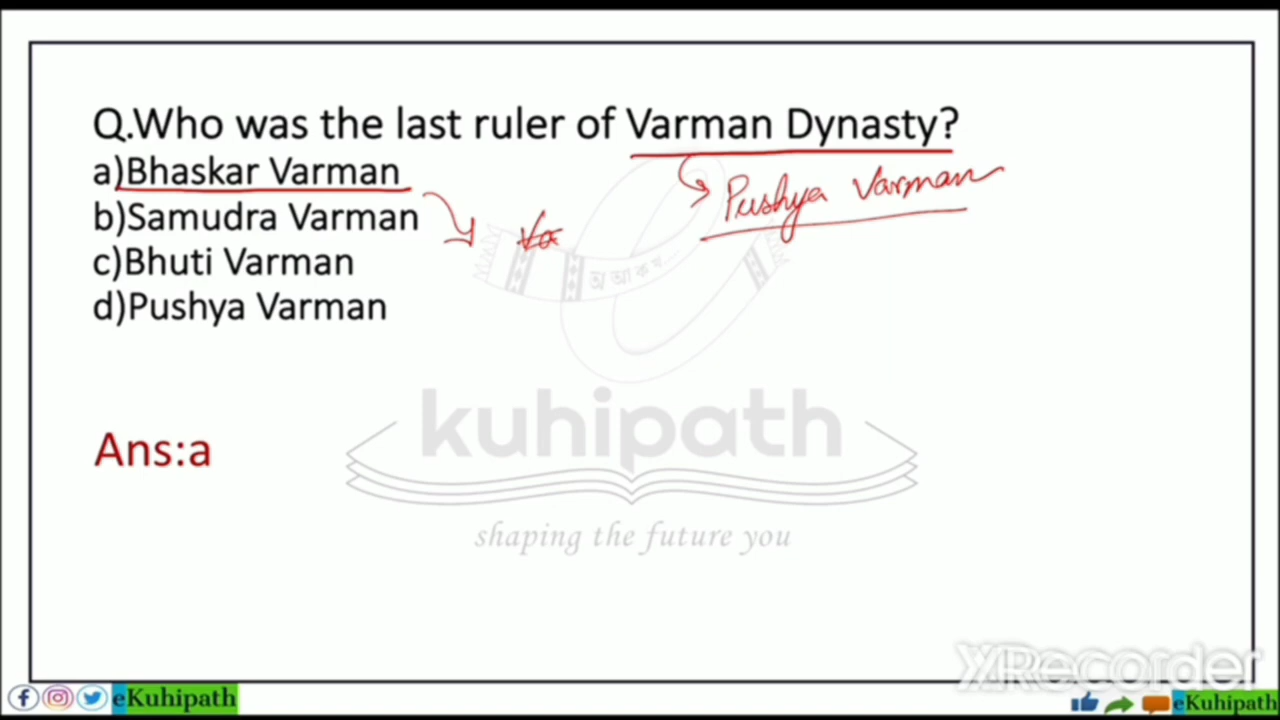 Q.Who was the last ruler of Varman Dynasty?
a)Bhaskar Varman
Pushya Varman
b)Samudra Varman
Va
c)Bhuti Varman
d)Pushya Varman
kuhipath
Ans:a
shaping the future you
XRecorder
eKuhipath
eKuhipath